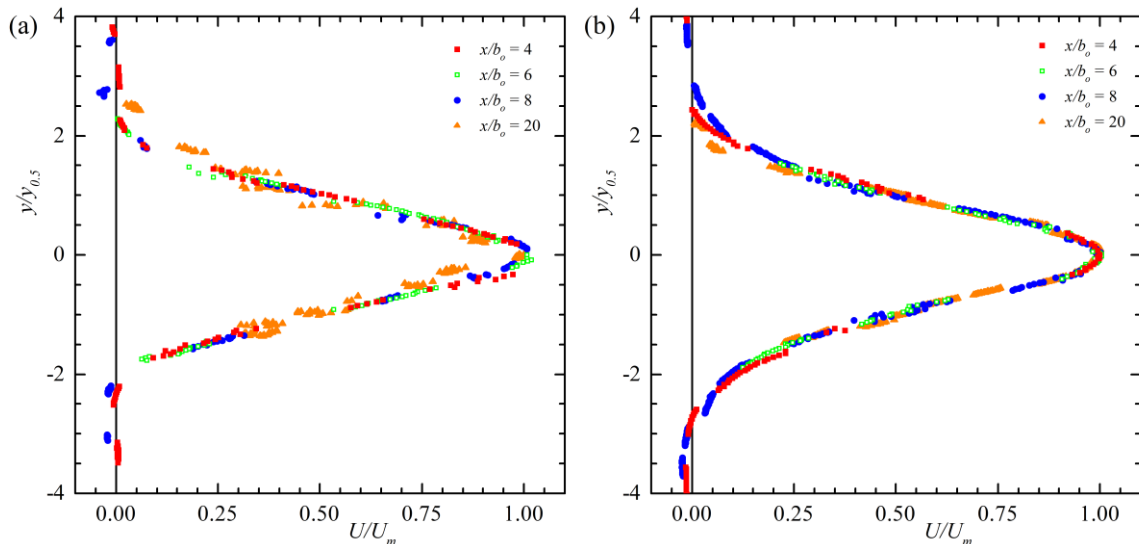 (a)
4
2
0
-2
-4
y/y0.5
0.00 0.25 0.50 0.75 1.00
U/Um
x/bo = 4
x/bo = 6
x/bo = 8
x/bo = 20
(b)
4
2
0
-2
-4
y/y0.5
0.00 0.25 0.50 0.75 1.00
U/Um
x/bo = 4
x/bo = 6
x/bo = 8
x/bo = 20